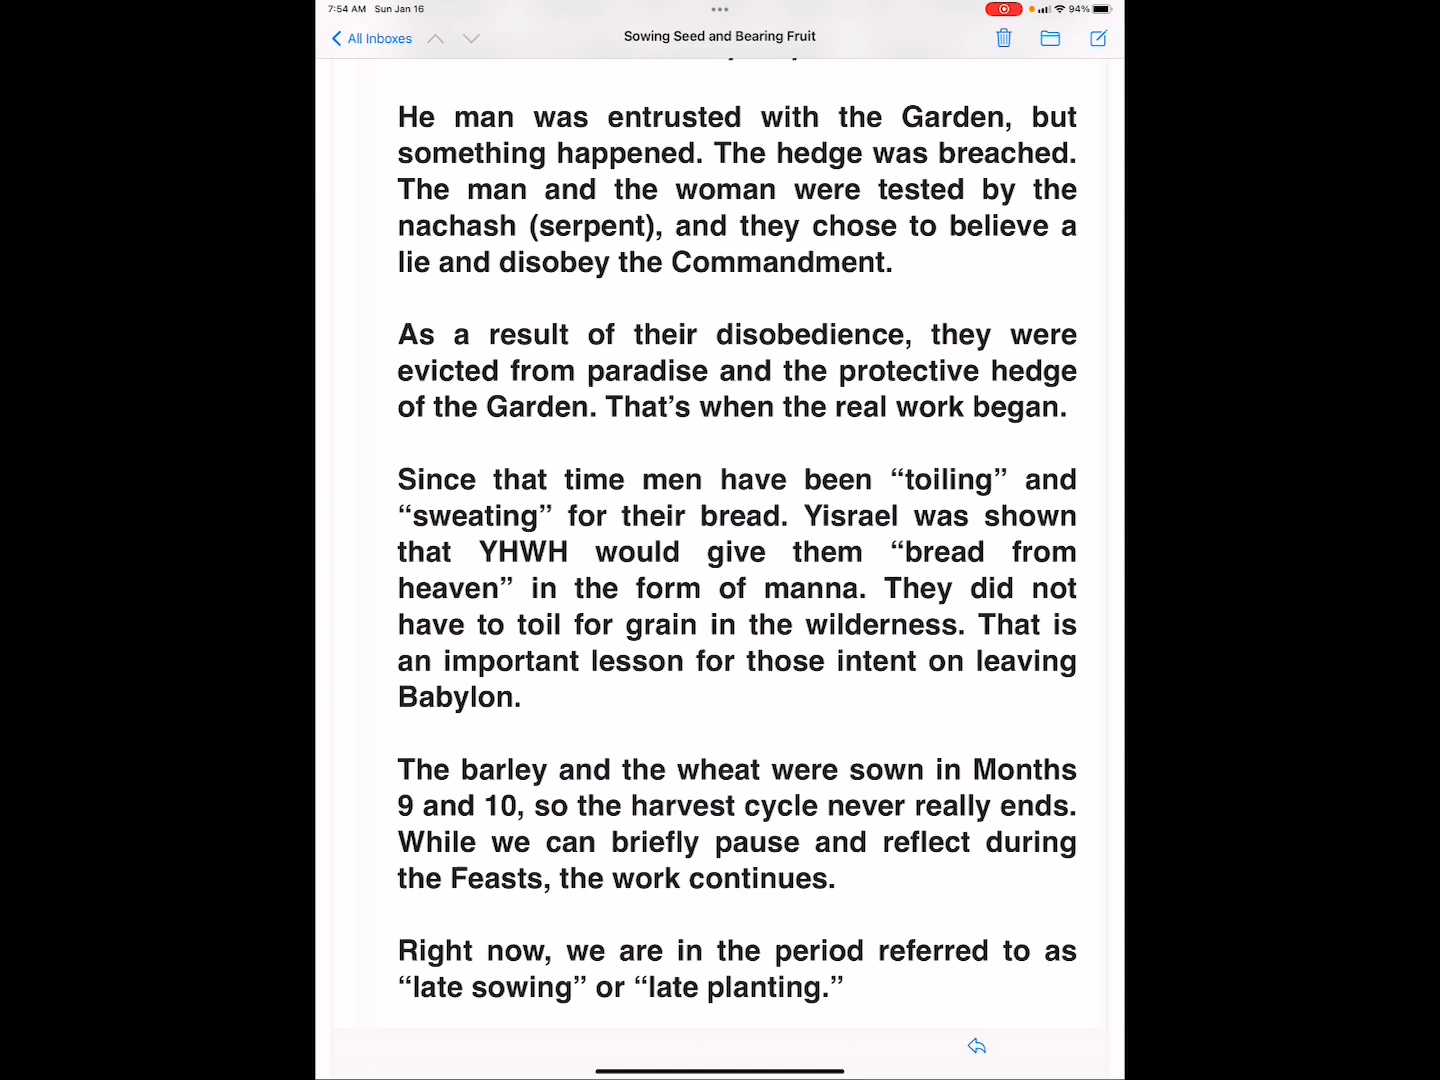 7:54 AM Sun Jan 16
94%
All Inboxes
Sowing Seed and Bearing Fruit
He man was entrusted with the Garden, but
something happened. The hedge was breached.
The man and the woman were tested by the
nachash (serpent), and they chose to believe a
lie and disobey the Commandment.
As a result of their disobedience, they were
evicted from paradise and the protective hedge
of the Garden. That’s when the real work began.
Since that time men have been “toiling” and
“sweating” for their bread. Yisrael was shown
that YHWH would give them “bread from
heaven” in the form of manna. They did not
have to toil for grain in the wilderness. That is
an important lesson for those intent on leaving
Babylon.
The barley and the wheat were sown in Months
9 and 10, so the harvest cycle never really ends.
While we can briefly pause and reflect during
the Feasts, the work continues.
Right now, we are in the period referred to as
“late sowing” or “late planting.”